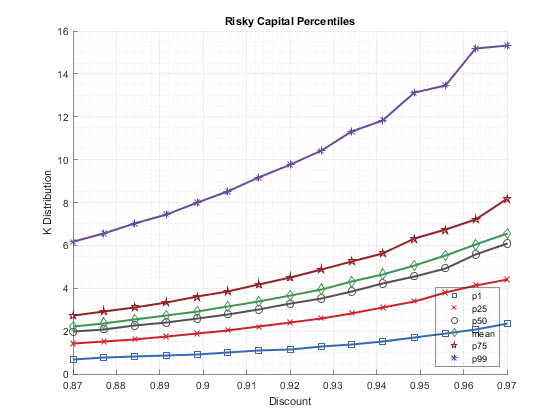 Risky Capital Percentiles
K Distribution
16
14
12
10
8
6
4
2
0
0.87 0.88 0.89 0.9 0.91 0.92 0.93 0.94 0.95 0.96 0.97
Discount
p1
p25
p50
mean
p75
p99